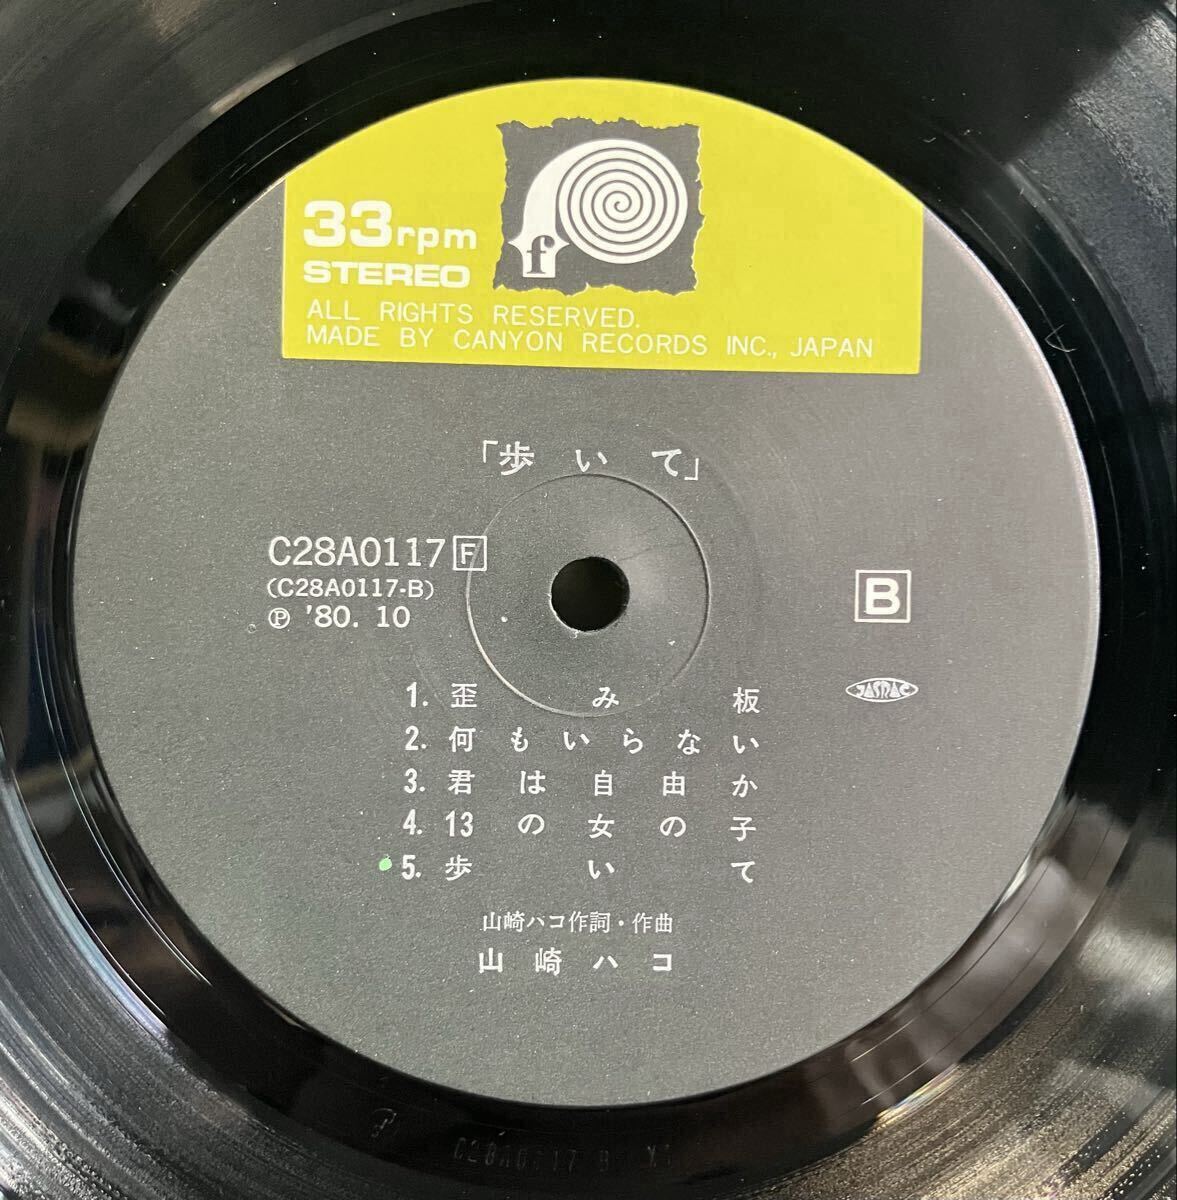 f
33rpm
STEREO
ALL RIGHTS RESERVED.
MADE BY CANYON RECORDS INC., JAPAN
「歩いて」
C28A0117 F
(C28A0117-B)
Ⓟ '80. 10
B
JASRAC
1. 歪み板
2. 何もいらない
3. 君は自由か
4. 13の女の子
5. 歩いて
山崎ハコ作詞・作曲
山崎ハコ
C28A0117 B